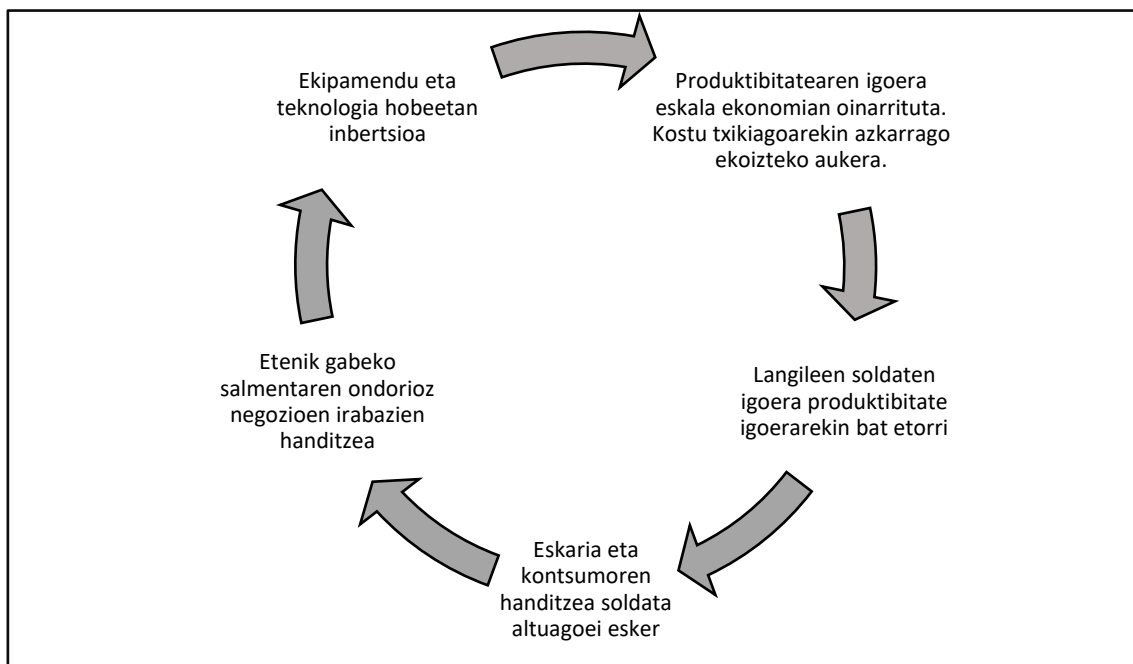 Ekipamendu eta
teknologia hobeetan
inbertsioa
Produktibitatearen igoera
eskala ekonomian oinarrituta.
Kostu txikiagoarekin azkarrago
ekoizteko aukera.
Langileen soldaten
igoera produktibitate
igoerarekin bat etorri
Eskaria eta
kontsumoren
handitzea soldata
altuagoei esker
Etenik gabeko
salmentaren ondorioz
negozioen irabazien
handitzea